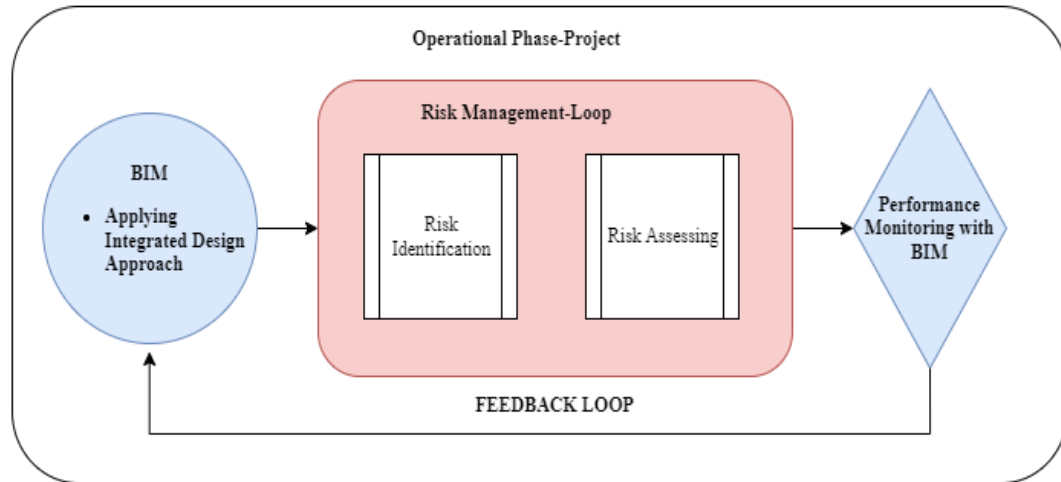 Operational Phase-Project
Risk Management-Loop
BIM
• Applying
Integrated Design
Approach
Risk
Identification
Risk Assessing
Performance
Monitoring with
BIM
FEEDBACK LOOP